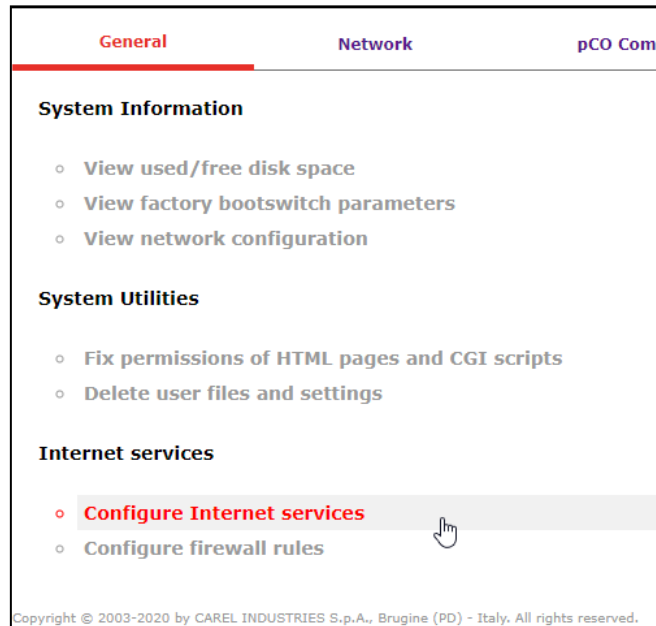 General Network pCO Com
System Information
View used/free disk space
View factory bootswitch parameters
View network configuration
System Utilities
Fix permissions of HTML pages and CGI scripts
Delete user files and settings
Internet services
Configure Internet services
Configure firewall rules
Copyright © 2003-2020 by CAREL INDUSTRIES S.p.A., Brugine (PD) - Italy. All rights reserved.